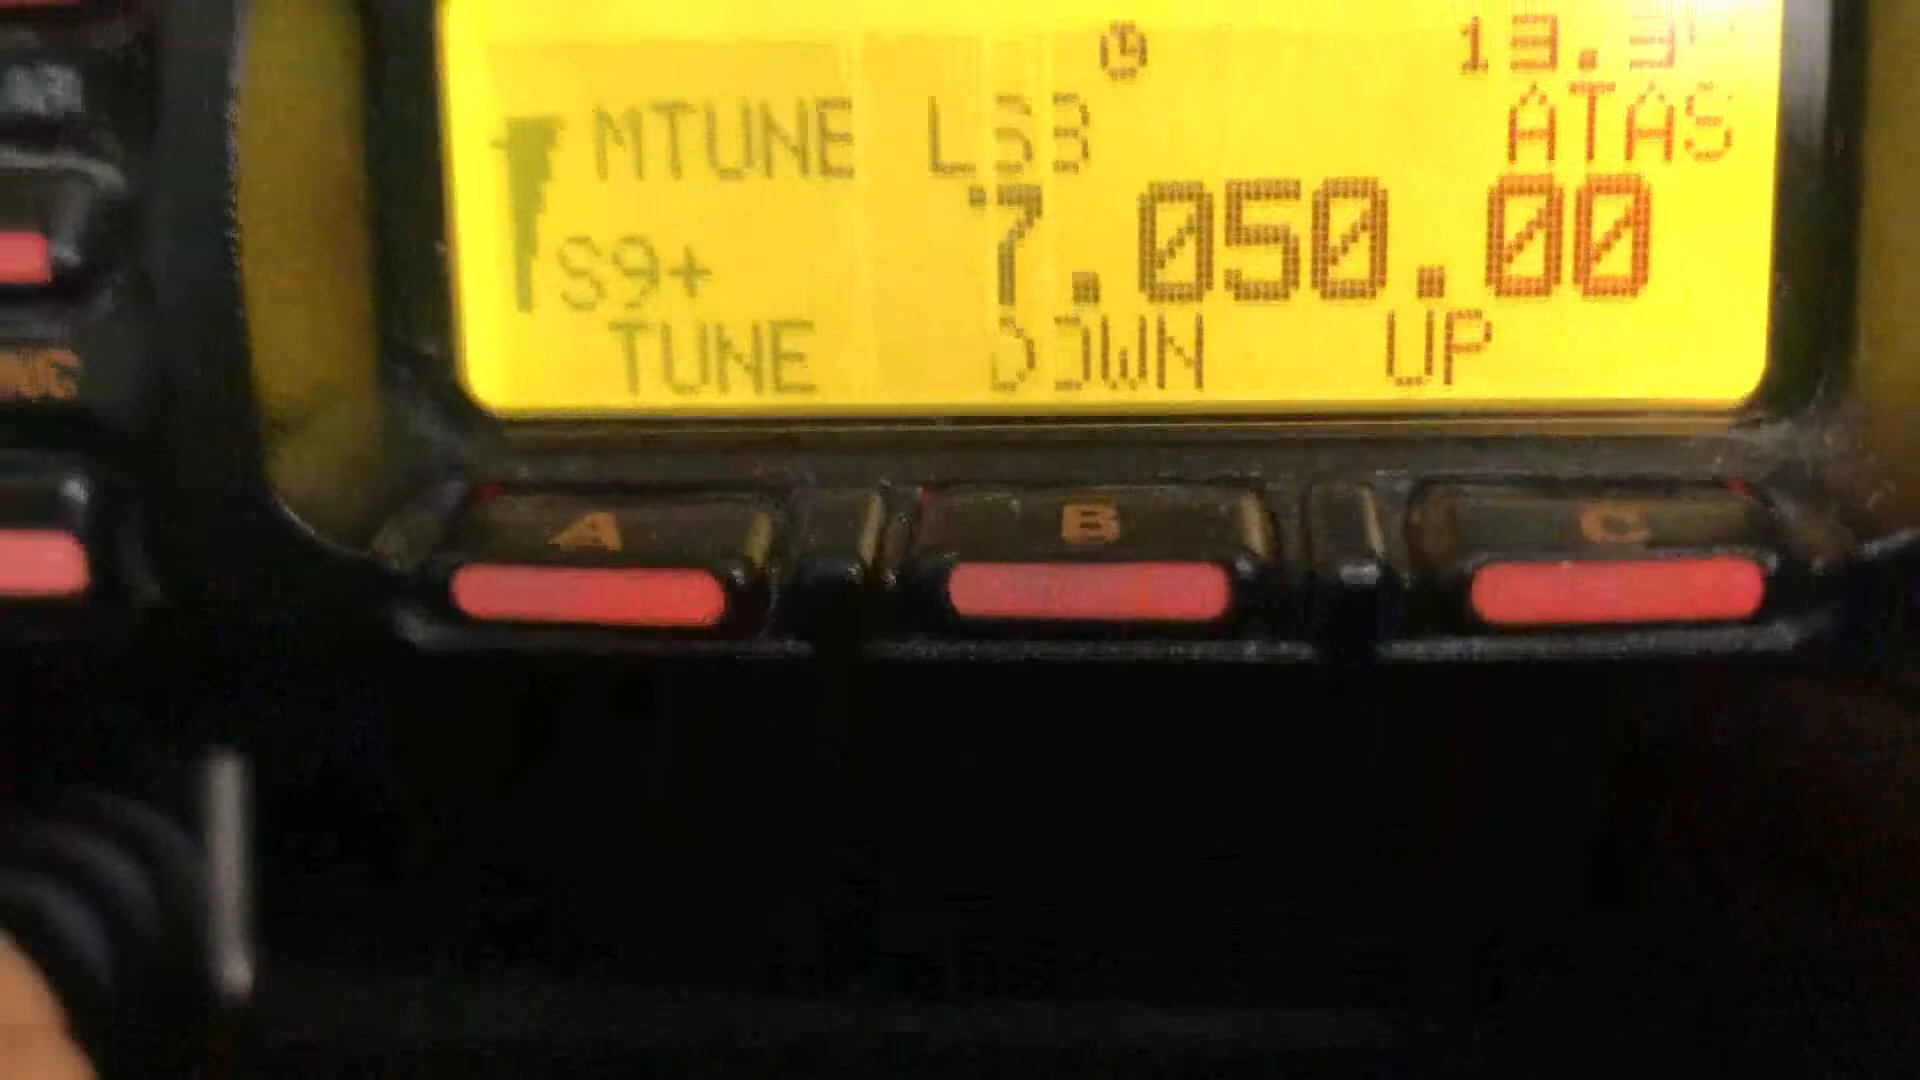 13.3
MTUNE LSB ATAS
7.050.00
S9+
TUNE DOWN UP
A B C